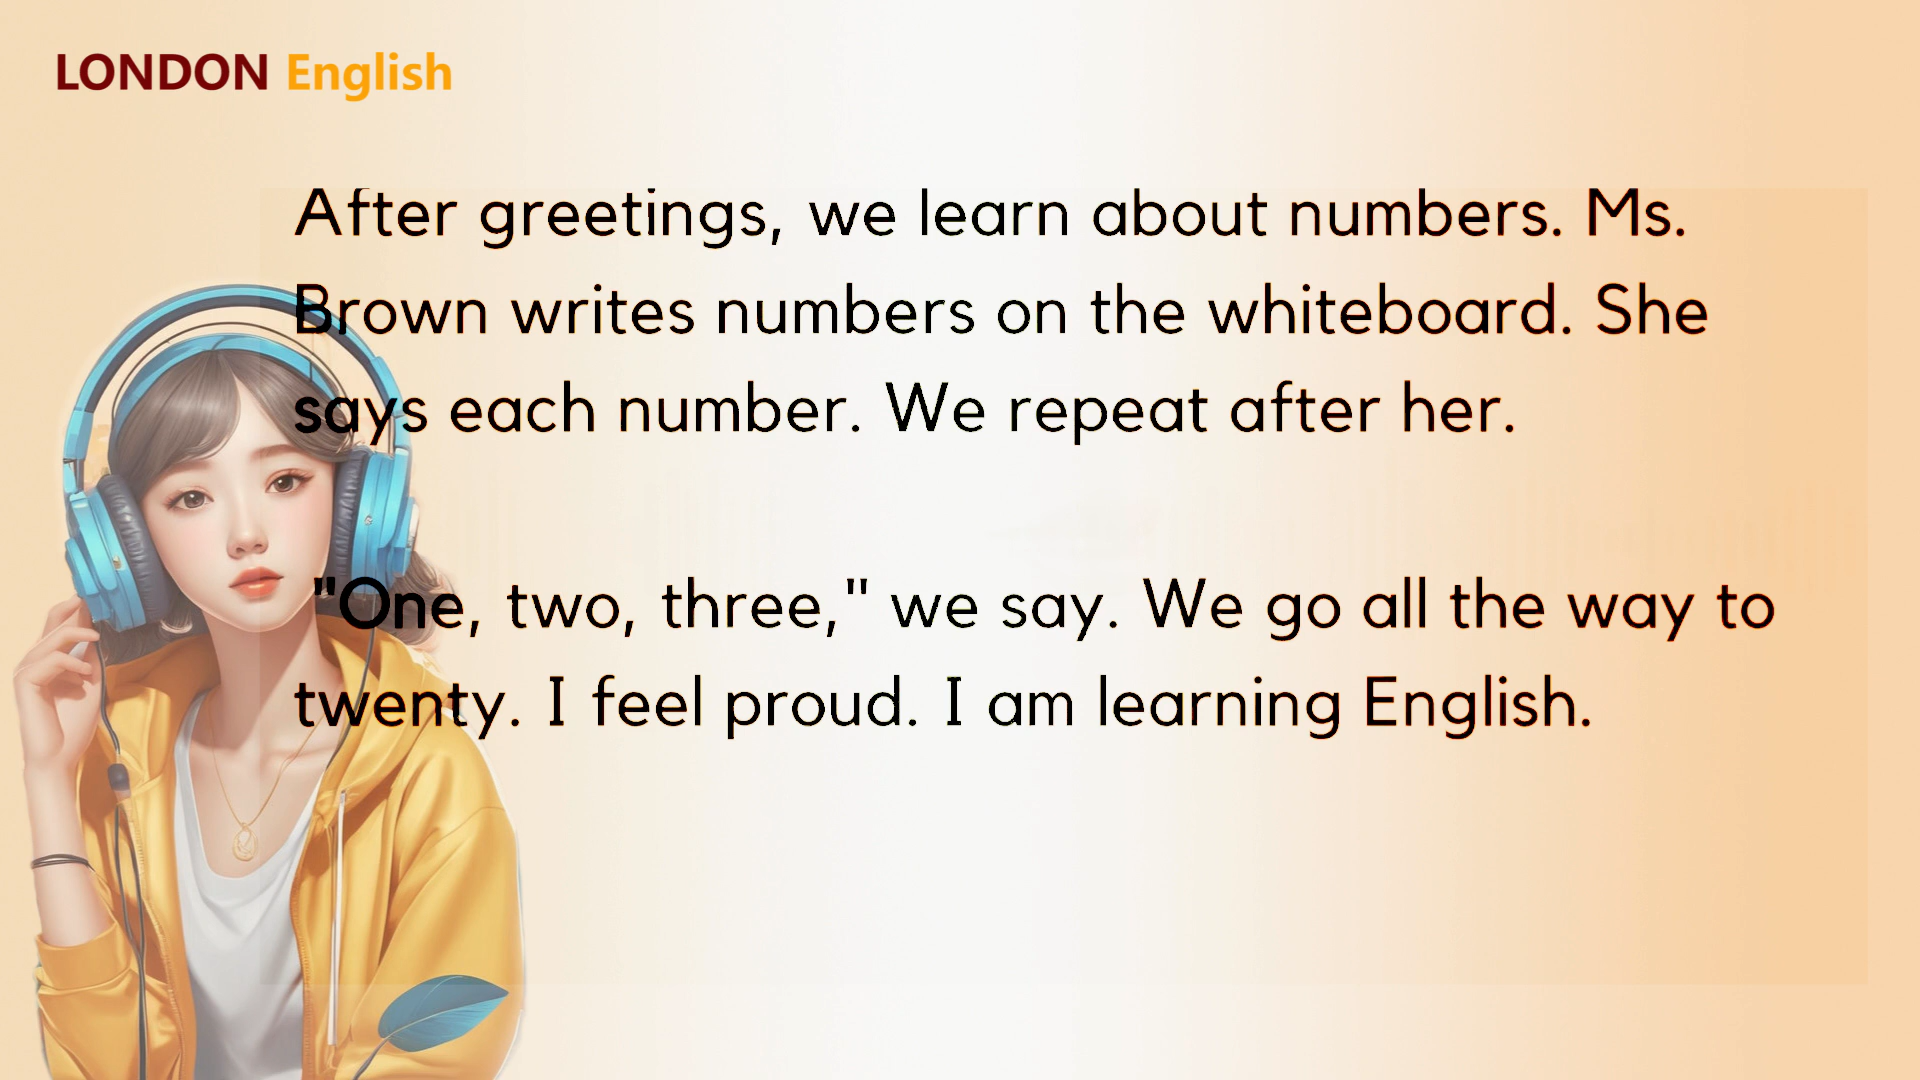 LONDON English
After greetings, we learn about numbers. Ms.
Brown writes numbers on the whiteboard. She
says each number. We repeat after her.
"One, two, three," we say. We go all the way to
twenty. I feel proud. I am learning English.